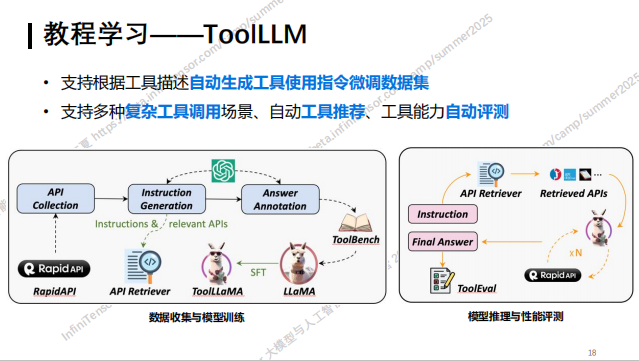 教程学习——ToolLLM
• 支持根据工具描述自动生成工具使用指令微调数据集
• 支持多种复杂工具调用场景、自动工具推荐、工具能力自动评测
API
Collection
Instruction
Generation
Answer
Annotation
Instructions & relevant APIs
ToolBench
RapidAPI
RapidAPI
API Retriever
ToolLLaMA
SFT
LLaMA
数据收集与模型训练
API Retriever
Retrieved APIs
...
Instruction
Final Answer
x N
RapidAPI
ToolEval
模型推理与性能评测
18